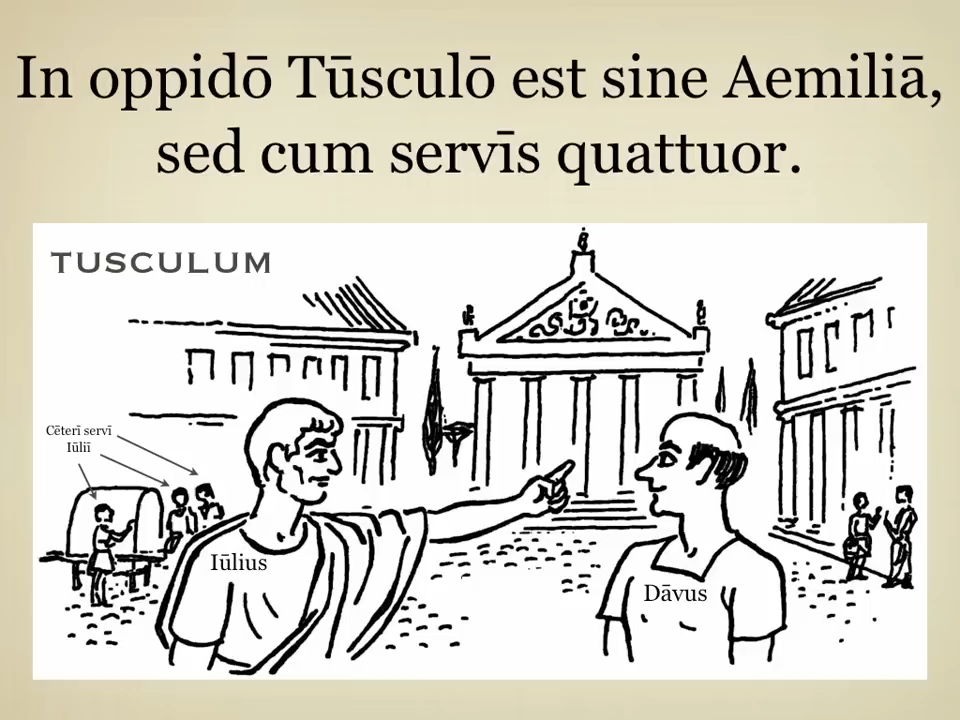 In oppidō Tūsculō est sine Aemiliā,
sed cum servīs quattuor.
TUSCULUM
Cēterī servī
Iūliī
Iūlius
Dāvus